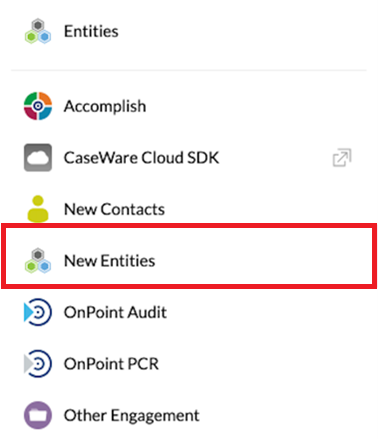 Entities
Accomplish
CaseWare Cloud SDK
New Contacts
New Entities
OnPoint Audit
OnPoint PCR
Other Engagement